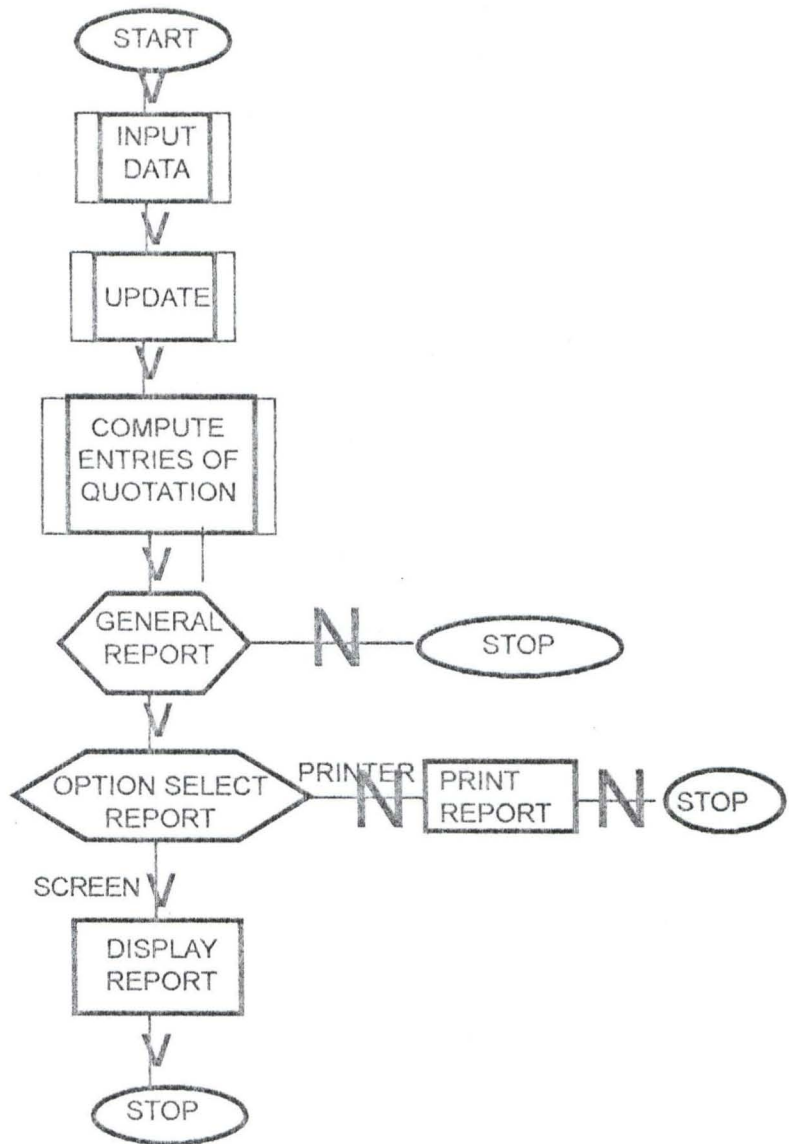 START
INPUT
DATA
UPDATE
COMPUTE
ENTRIES OF
QUOTATION
GENERAL
REPORT
N
STOP
OPTION SELECT
REPORT
PRINTER
N
PRINT
REPORT
N
STOP
SCREEN
DISPLAY
REPORT
STOP